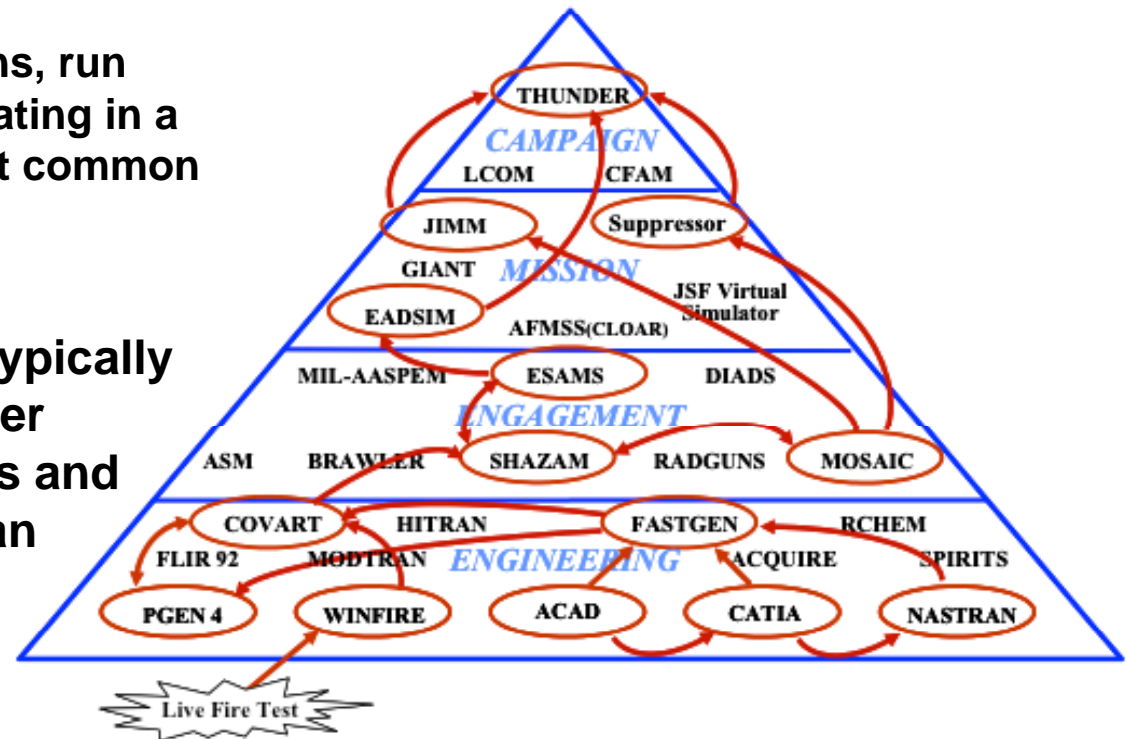 ns, run
ating in a
t common
ypically
er
s and
an
THUNDER
CAMPAIGN
LCOM CFAM
JIMM Suppressor
GIANT MISSION
JSF Virtual
Simulator
EADSIM
AFMSS(CLOAR)
MIL-AASPEM ESAMS DIADS
ENGAGEMENT
ASM BRAWLER SHAZAM RADGUNS MOSAIC
COVART HITRAN FASTGEN RCHEM
FLIR 92 MODTRAN ENGINEERING ACQUIRE SPIRITS
PGEN 4 WINFIRE ACAD CATIA NASTRAN
Live Fire Test